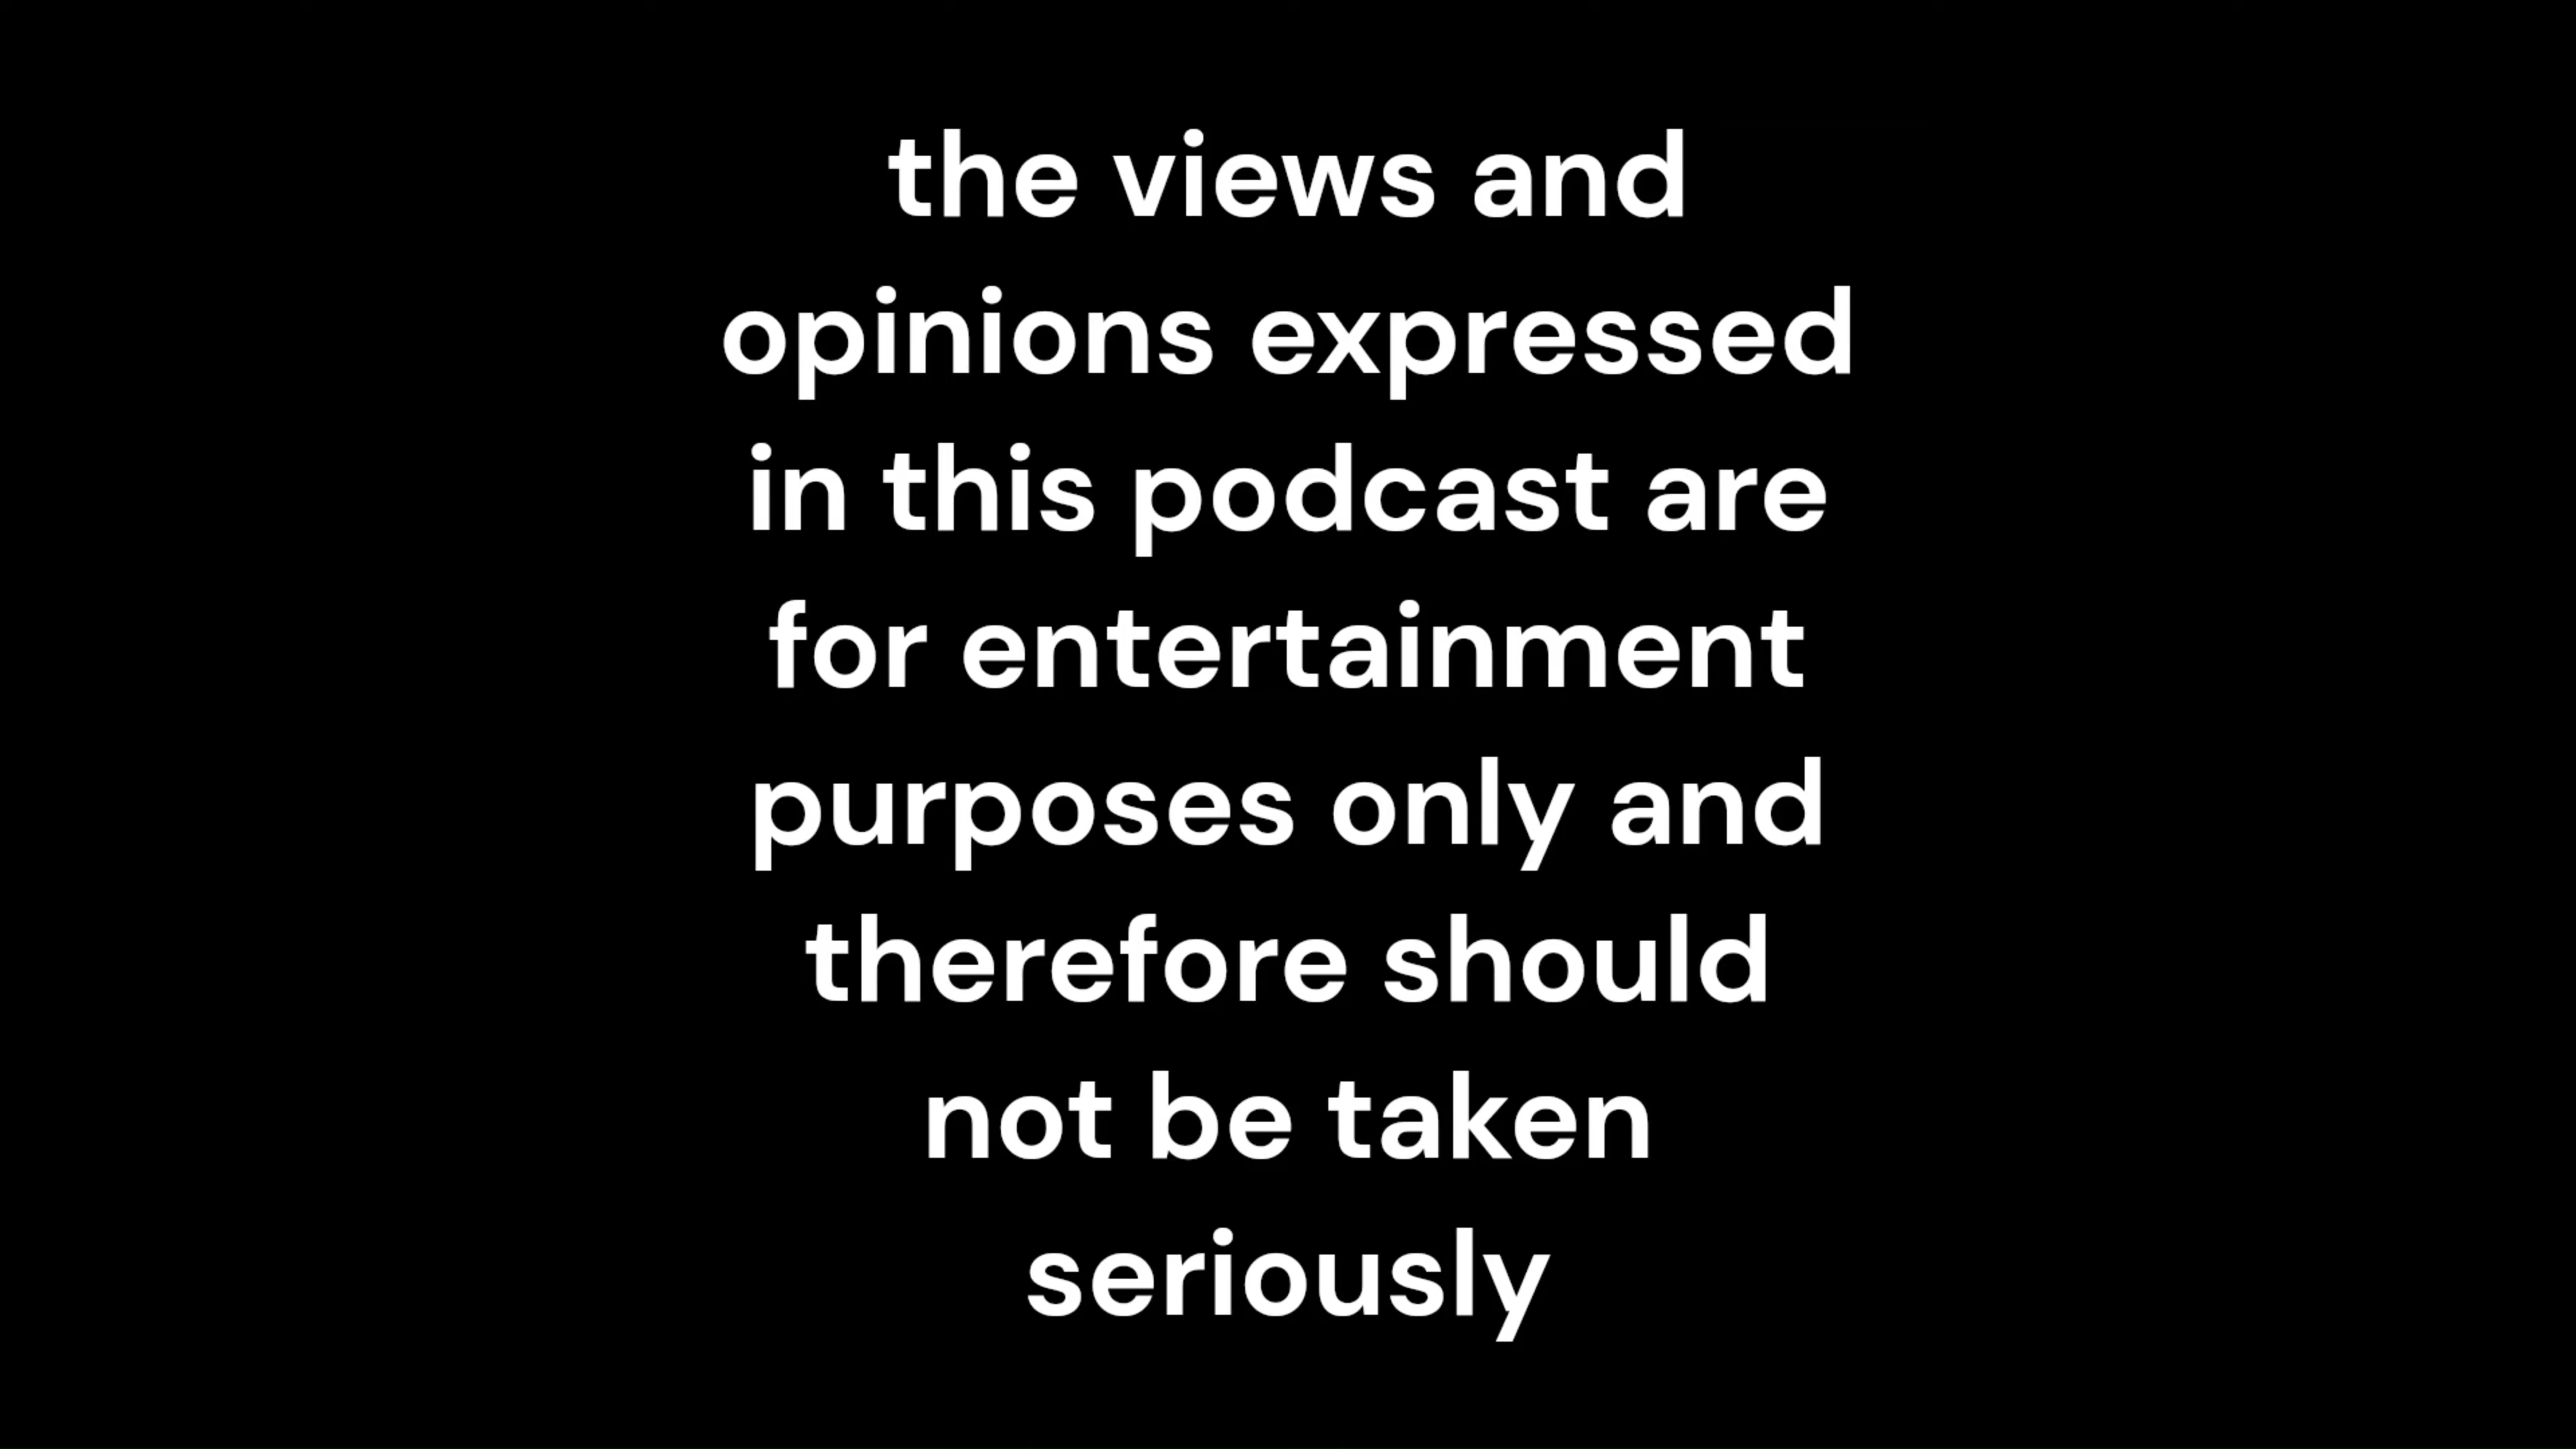 the views and
opinions expressed
in this podcast are
for entertainment
purposes only and
therefore should
not be taken
seriously